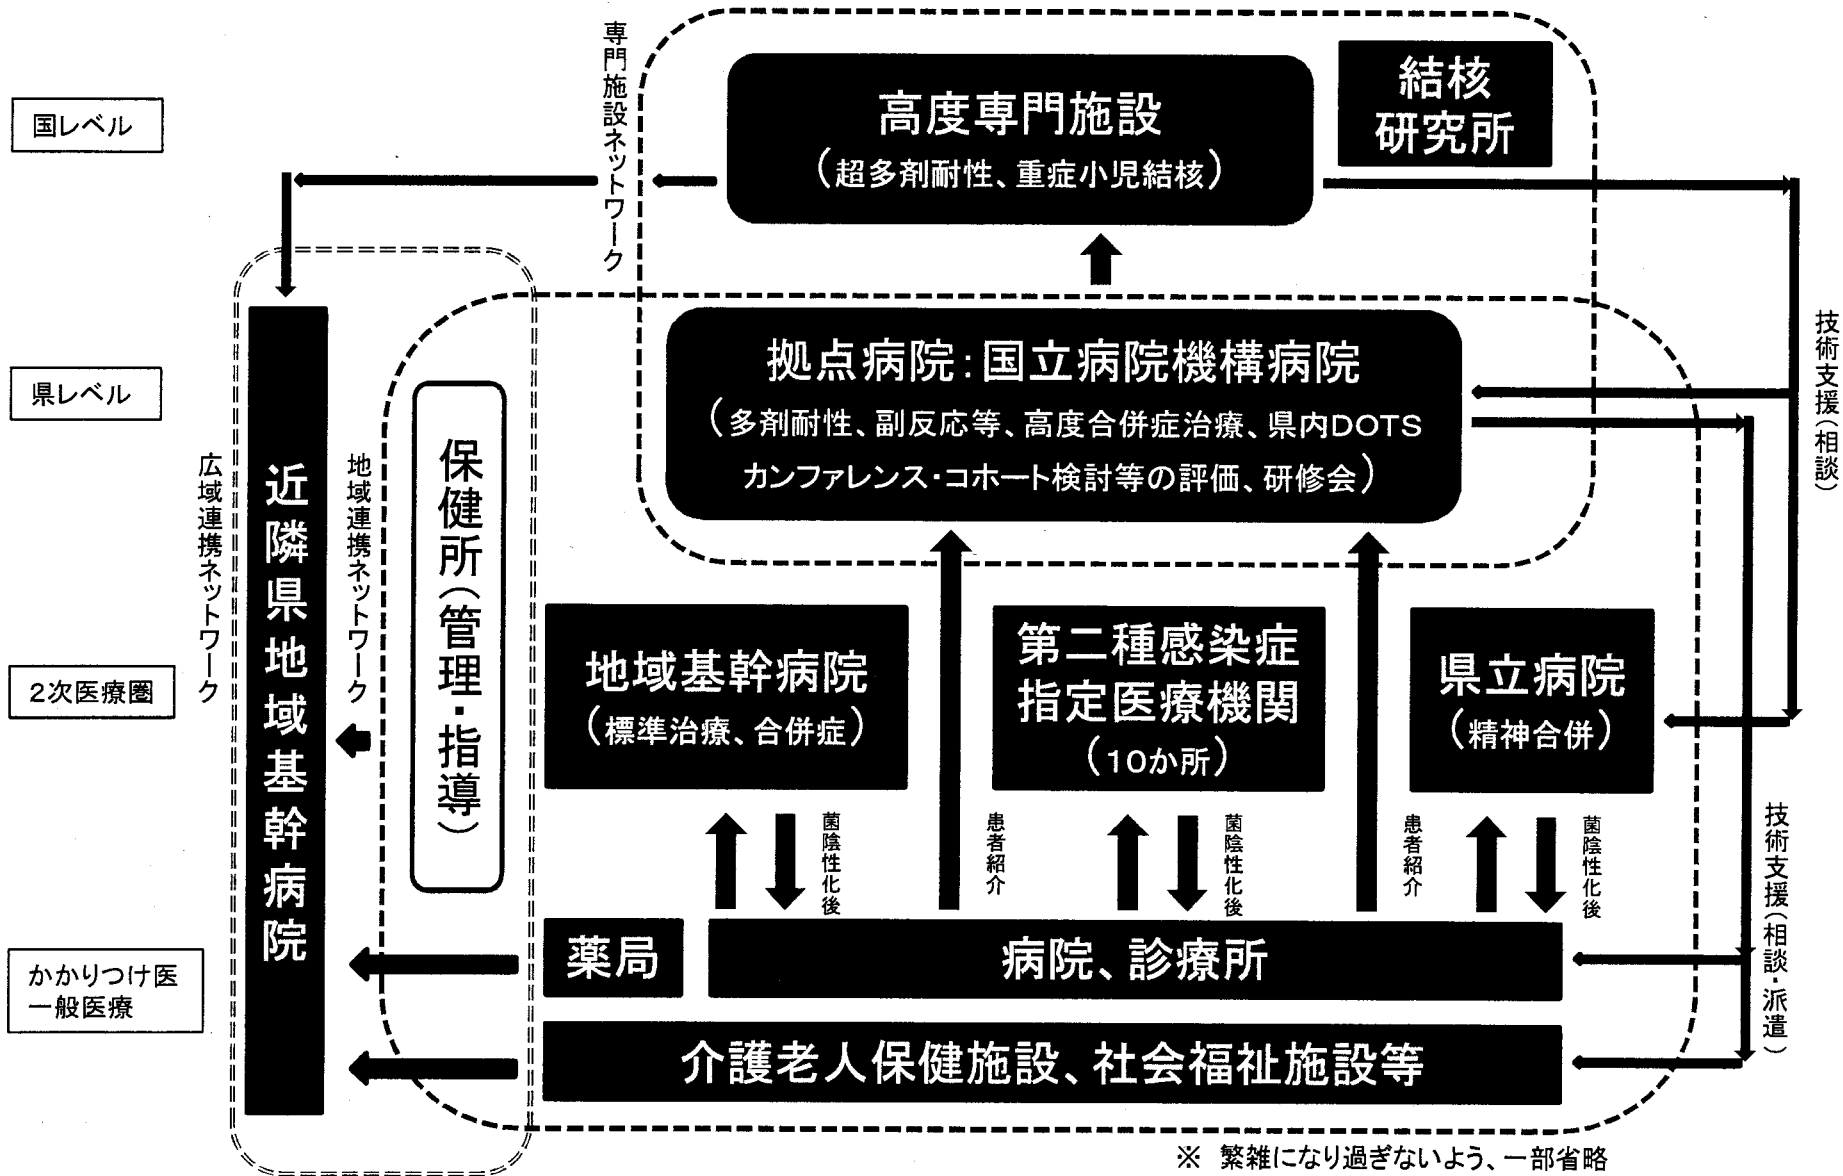 国レベル
専門施設ネットワーク
高度専門施設
(超多剤耐性、重症小児結核)
結核
研究所
県レベル
拠点病院:国立病院機構病院
(多剤耐性、副反応等、高度合併症治療、県内DOTS
カンファレンス・コホート検討等の評価、研修会)
技術支援(相談)
広域連携ネットワーク
近隣県地域基幹病院
地域連携ネットワーク
保健所(管理・指導)
2次医療圏
地域基幹病院
(標準治療、合併症)
第二種感染症
指定医療機関
(10か所)
県立病院
(精神合併)
菌陰性化後
患者紹介
菌陰性化後
患者紹介
菌陰性化後
技術支援(相談・派遣)
かかりつけ医
一般医療
薬局
病院、診療所
介護老人保健施設、社会福祉施設等
※ 繁雑になり過ぎないよう、一部省略